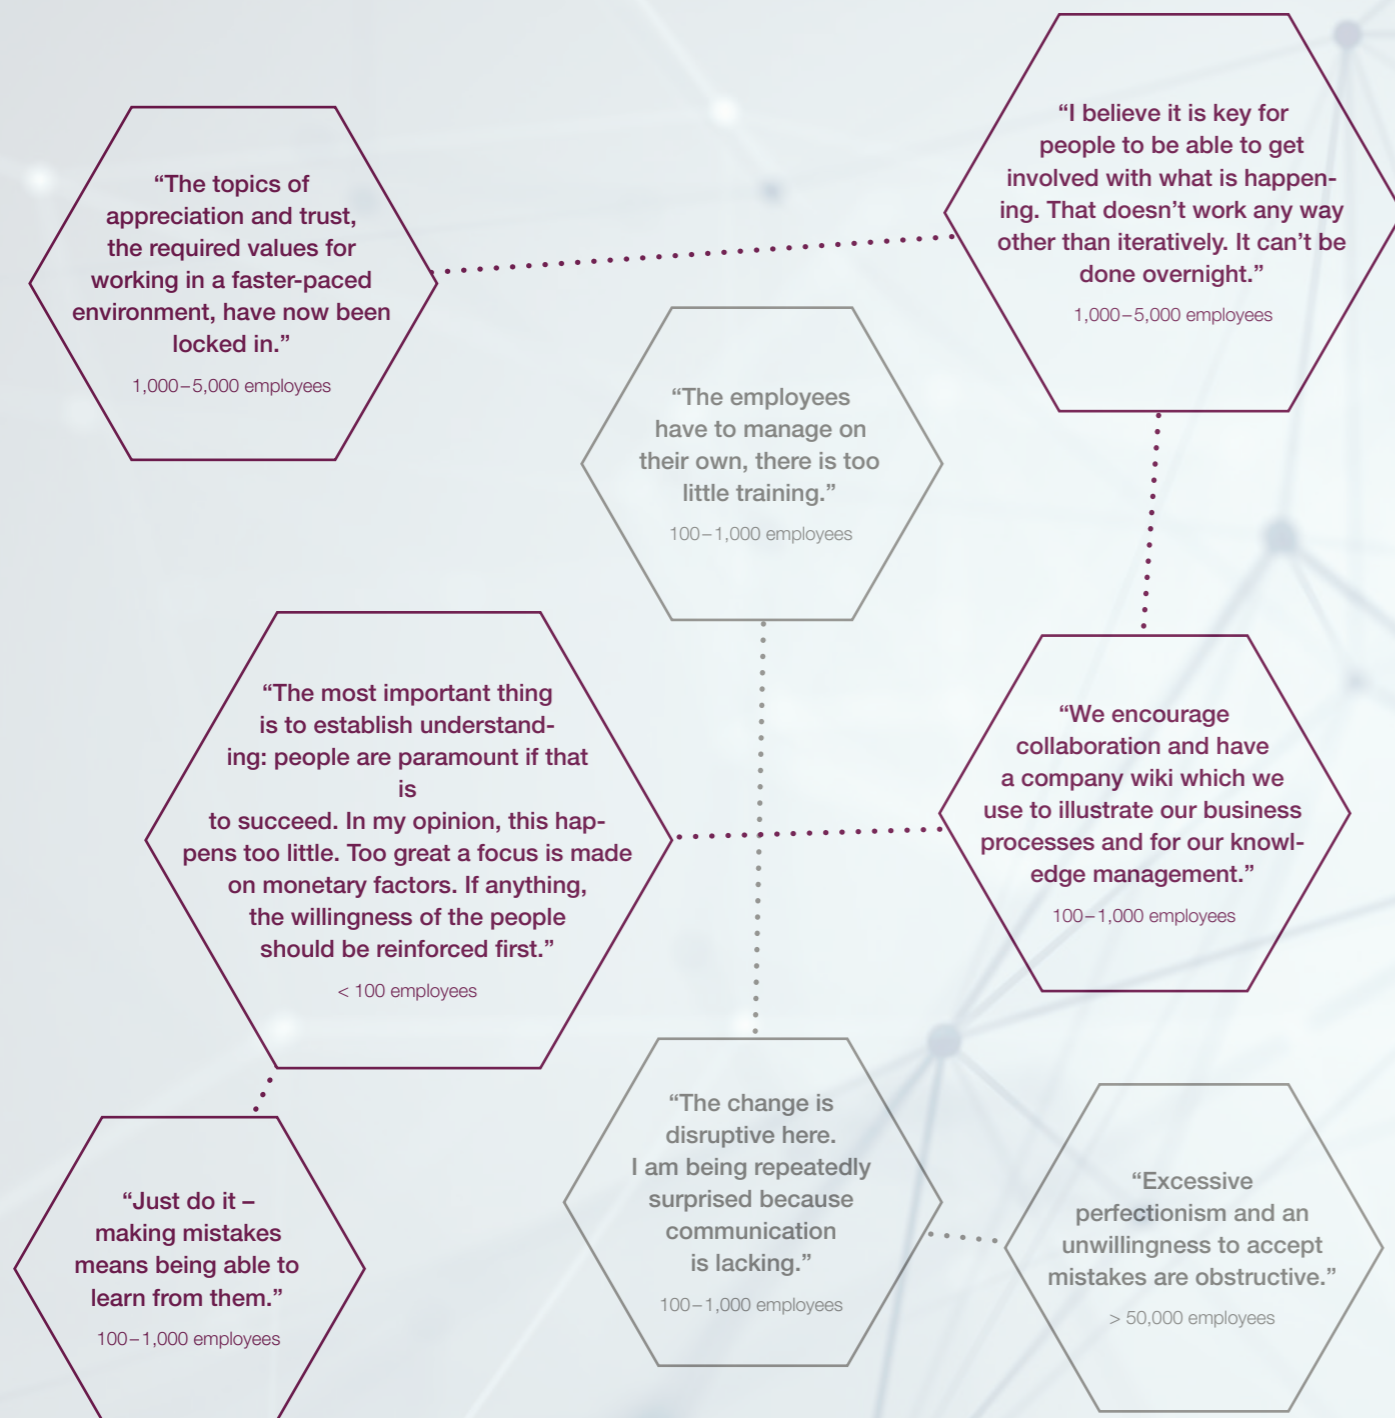 “The topics of
appreciation and trust,
the required values for
working in a faster-paced
environment, have now been
locked in.”
1,000–5,000 employees
“I believe it is key for
people to be able to get
involved with what is happen-
ing. That doesn’t work any way
other than iteratively. It can’t be
done overnight.”
1,000–5,000 employees
“The employees
have to manage on
their own, there is too
little training.”
100–1,000 employees
“The most important thing
is to establish understand-
ing: people are paramount if that
is
to succeed. In my opinion, this hap-
pens too little. Too great a focus is made
on monetary factors. If anything,
the willingness of the people
should be reinforced first.”
< 100 employees
“We encourage
collaboration and have
a company wiki which we
use to illustrate our business
processes and for our knowl-
edge management.”
100–1,000 employees
“Just do it –
making mistakes
means being able to
learn from them.”
100–1,000 employees
“The change is
disruptive here.
I am being repeatedly
surprised because
communication
is lacking.”
100–1,000 employees
“Excessive
perfectionism and an
unwillingness to accept
mistakes are obstructive.”
> 50,000 employees